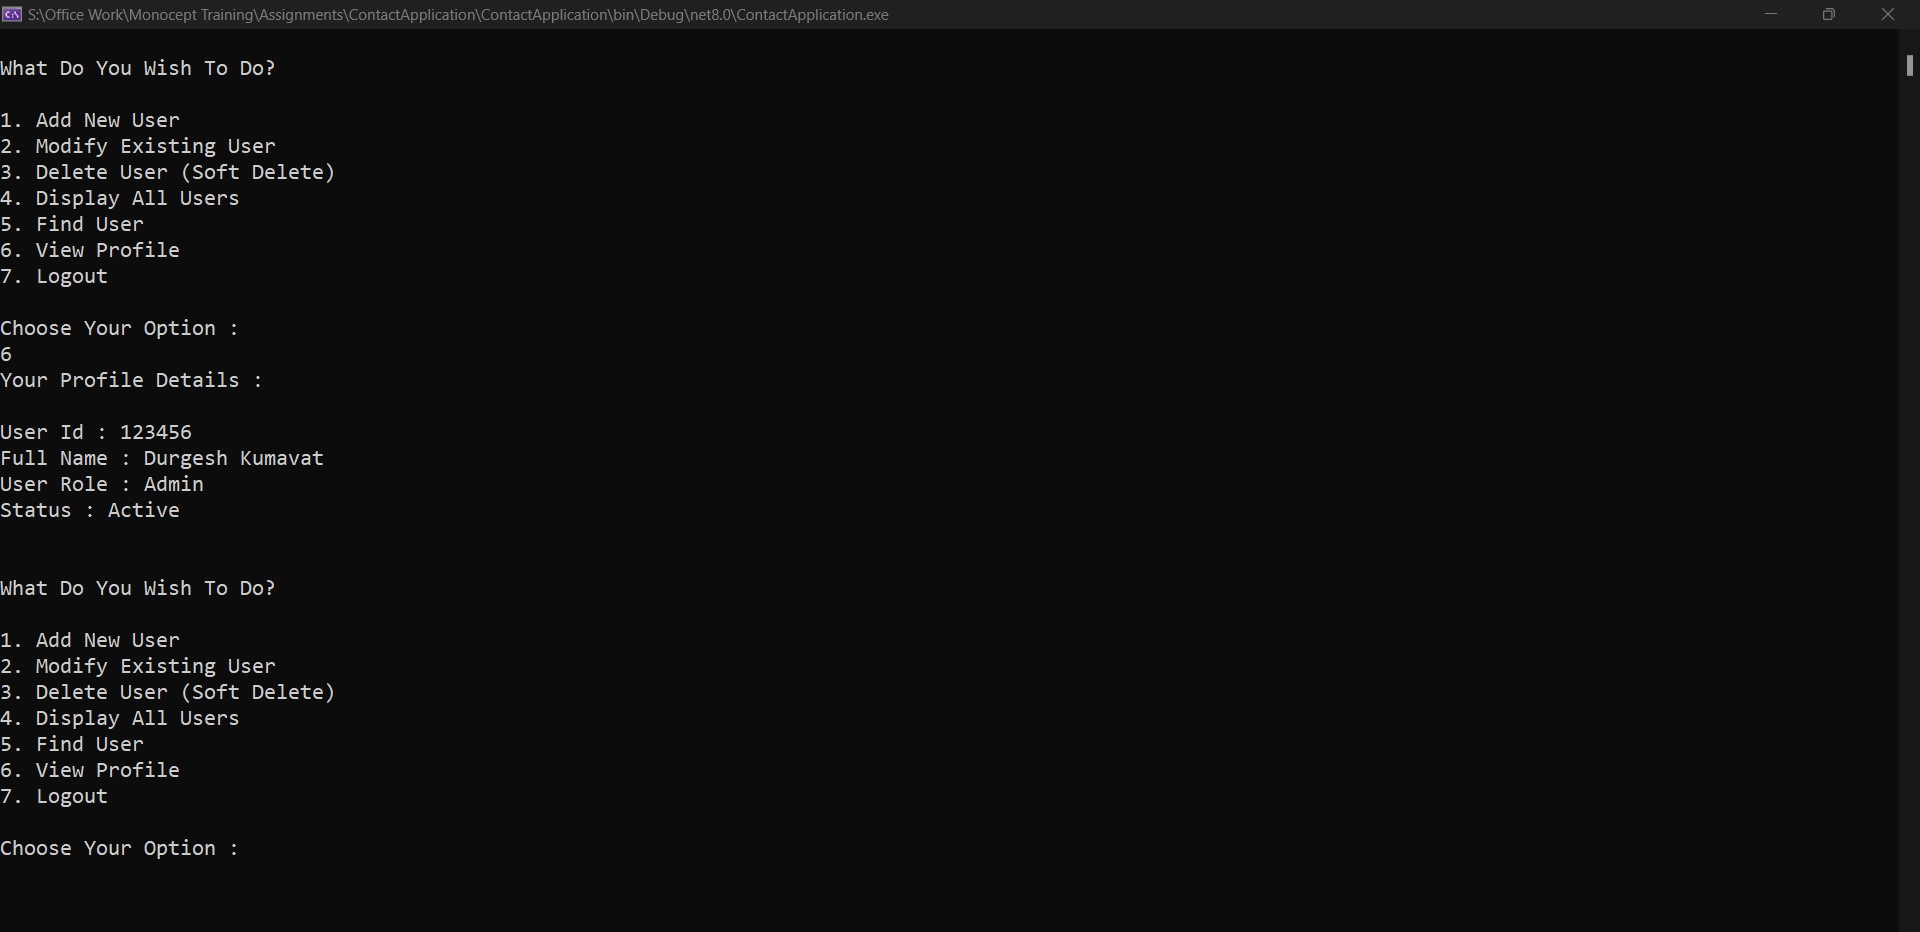 S:\Office Work\Monocept Training\Assignments\ContactApplication\ContactApplication\bin\Debug\net8.0\ContactApplication.exe
What Do You Wish To Do?
1. Add New User
2. Modify Existing User
3. Delete User (Soft Delete)
4. Display All Users
5. Find User
6. View Profile
7. Logout
Choose Your Option :
6
Your Profile Details :
User Id : 123456
Full Name : Durgesh Kumavat
User Role : Admin
Status : Active
What Do You Wish To Do?
1. Add New User
2. Modify Existing User
3. Delete User (Soft Delete)
4. Display All Users
5. Find User
6. View Profile
7. Logout
Choose Your Option :